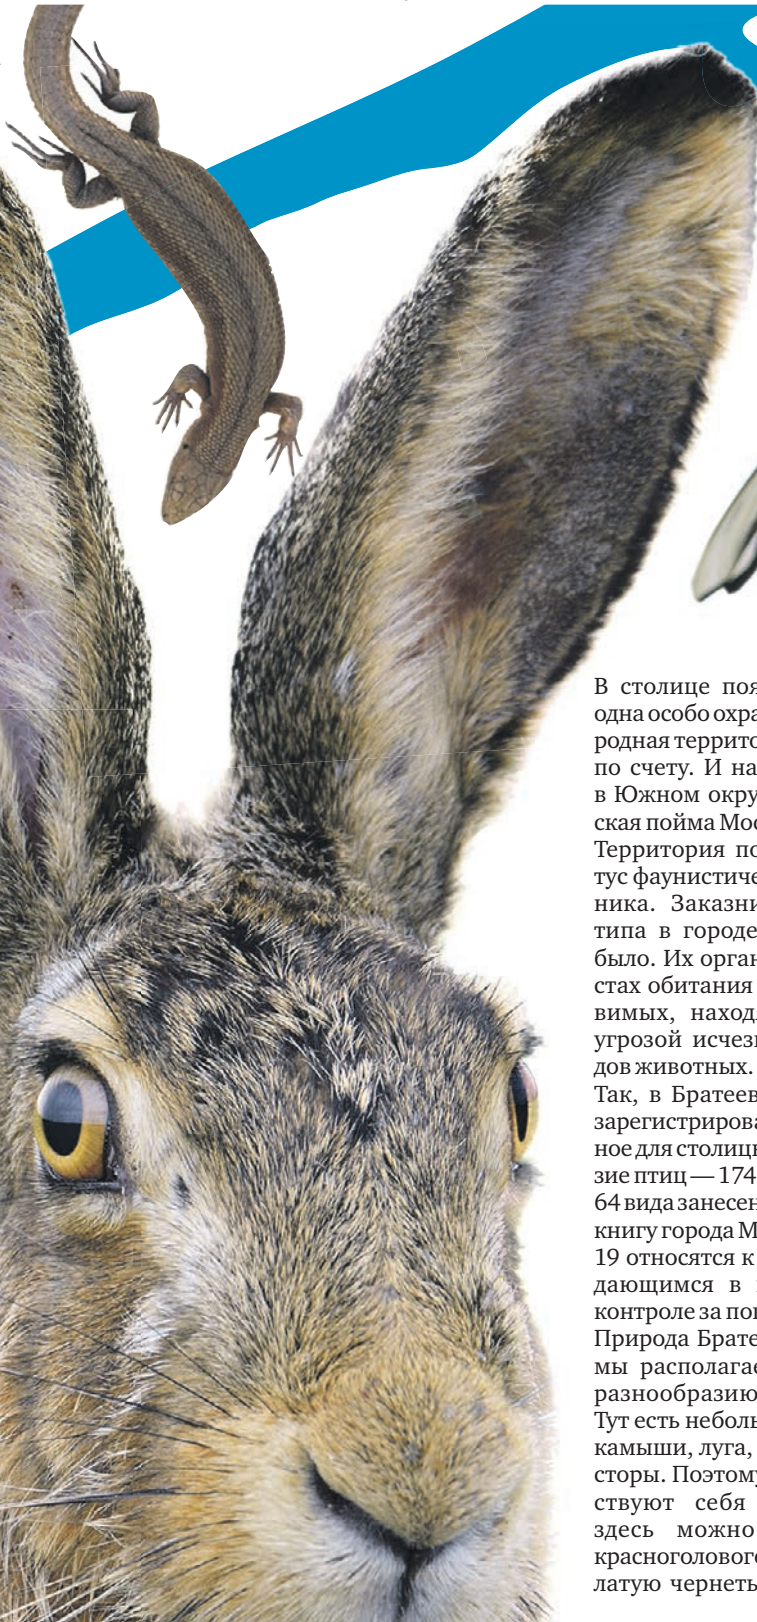 В столице поя
одна особо охра
родная террито
по счету. И на
в Южном окру
ская пойма Мос
Территория по
тус фаунистиче
ника. Заказни
типа в городе
было. Их орган
стах обитания
вимых, наход
угрозой исчез
дов животных.
Так, в Братеев
зарегистрирова
ное для столиц
зие птиц — 174
64 вида занесен
книгу города М
19 относятся к
дающимся в
контроле за поп
Природа Брате
мы располагае
разнообразию
Тут есть неболь
камыши, луга,
сторы. Поэтому
ствуют себя
здесь можно
красноголового
латую чернеть